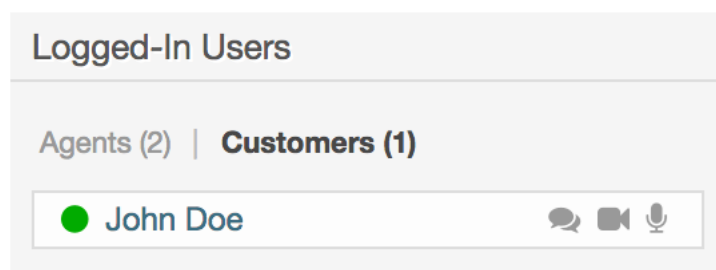 Logged-In Users
Agents (2) | Customers (1)
John Doe